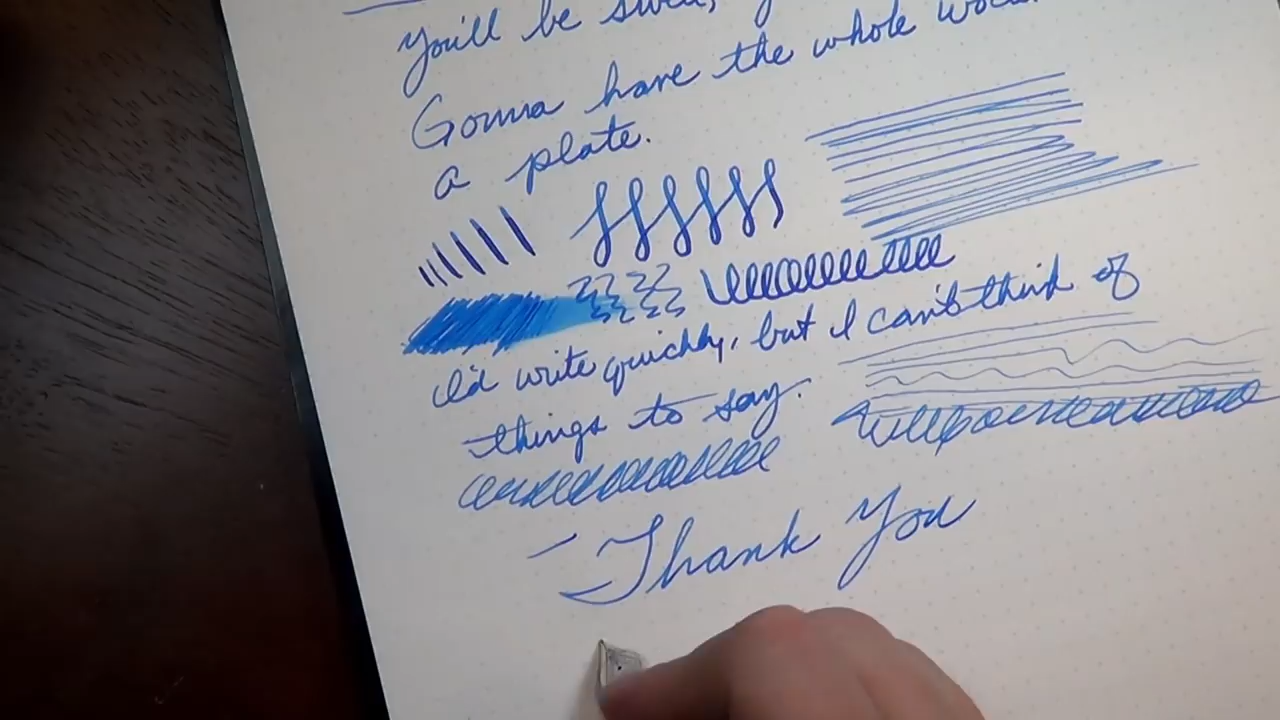 You'll be swell, y
Gonna have the whole
a plate.
I'd write quickly, but I can't think of
things to say.
Thank You